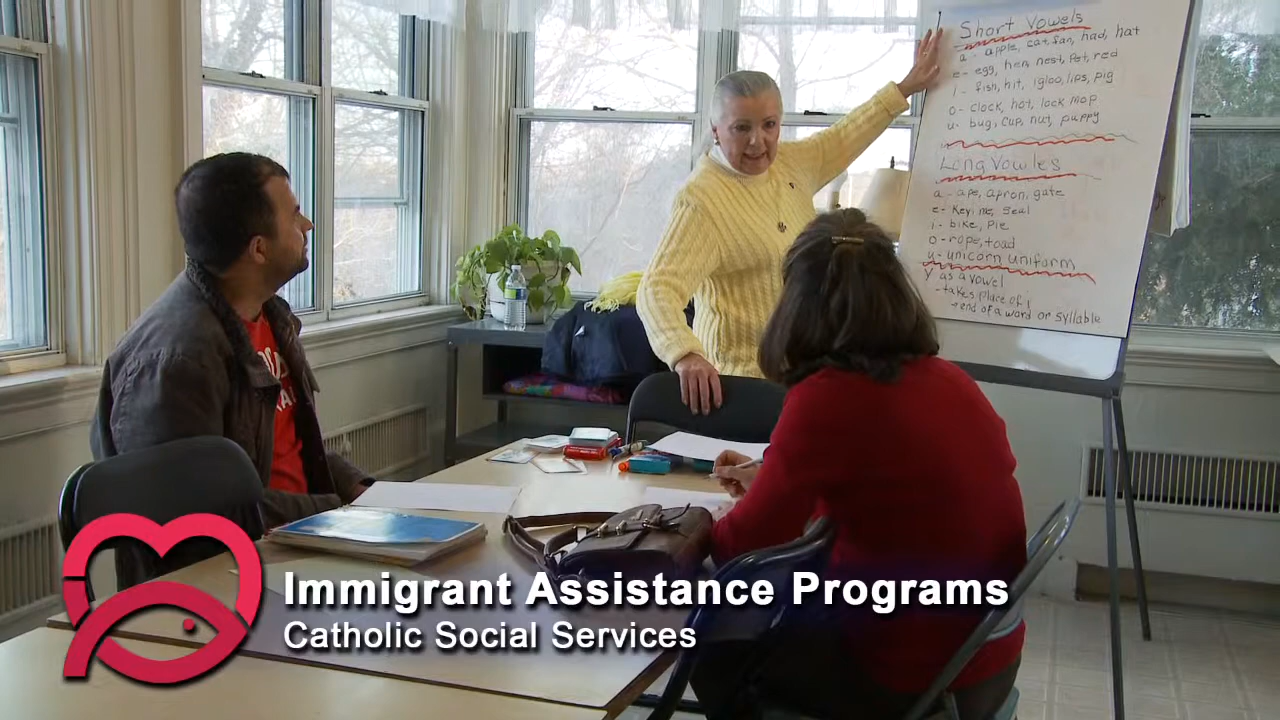 Short Vowels
a - apple, cat, fan, had, hat
e - egg, hen, nest, pet, red
i - fish, hit, igloo, lips, pig
o - clock, hot, lock mop
u - bug, cup, nut, puppy
Long Vowles
a - ape, apron, gate
e - Key, me, seal
i - bike, pie
o - rope, toad
u - unicorn uniform
Y as a vowel
- takes place of i
→ end of a word or syllable
Immigrant Assistance Programs
Catholic Social Services